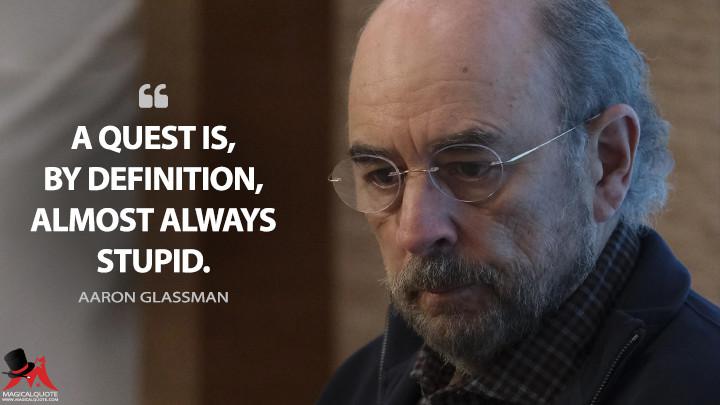 “
A QUEST IS,
BY DEFINITION,
ALMOST ALWAYS
STUPID.
AARON GLASSMAN
MAGICALQUOTE
WWW.MAGICALQUOTE.COM